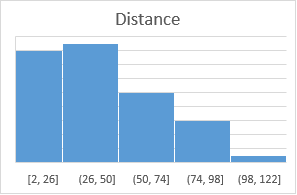 Distance
[2, 26] (26, 50] (50, 74] (74, 98] (98, 122]